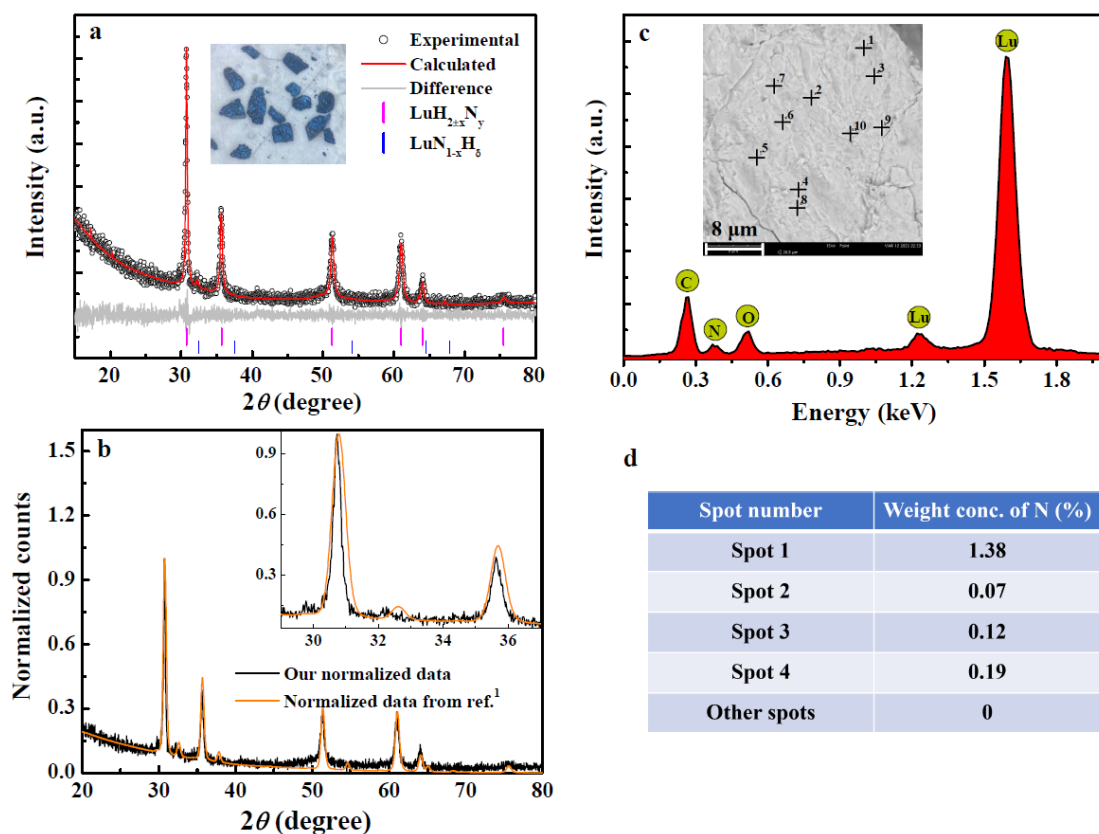 a
Experimental
Calculated
Difference
LuH2±xNy
LuN1-xHδ
Intensity (a.u.)
20 30 40 50 60 70 80
2θ (degree)
b
1.5
1.2
0.9
0.6
0.3
0.0
0.9
0.6
0.3
30 32 34 36
Our normalized data
Normalized data from ref.1
Normalized counts
20 30 40 50 60 70 80
2θ (degree)
c
1
3
7
2
6
10
9
5
4
8
8 μm
C
N
O
Lu
Lu
Intensity (a.u.)
0.0 0.3 0.6 0.9 1.2 1.5 1.8
Energy (keV)
d
Spot number Weight conc. of N (%)
Spot 1 1.38
Spot 2 0.07
Spot 3 0.12
Spot 4 0.19
Other spots 0